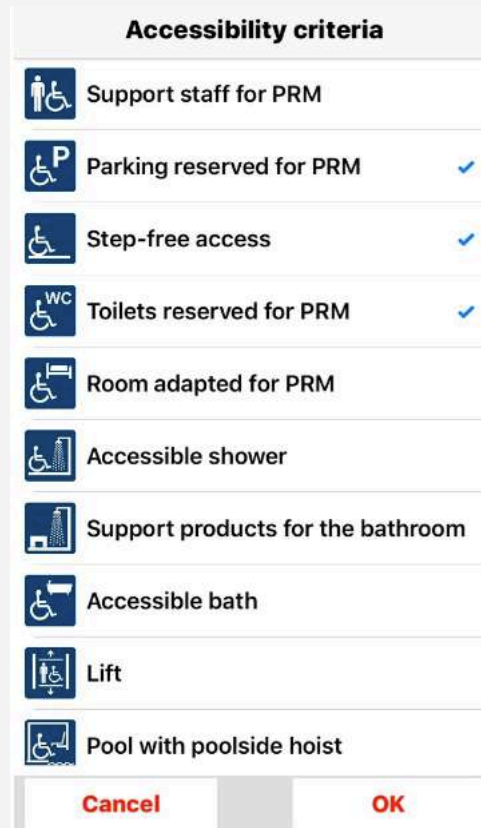 Accessibility criteria
Support staff for PRM
P
Parking reserved for PRM
Step-free access
WC
Toilets reserved for PRM
Room adapted for PRM
Accessible shower
Support products for the bathroom
Accessible bath
Lift
Pool with poolside hoist
Cancel
OK